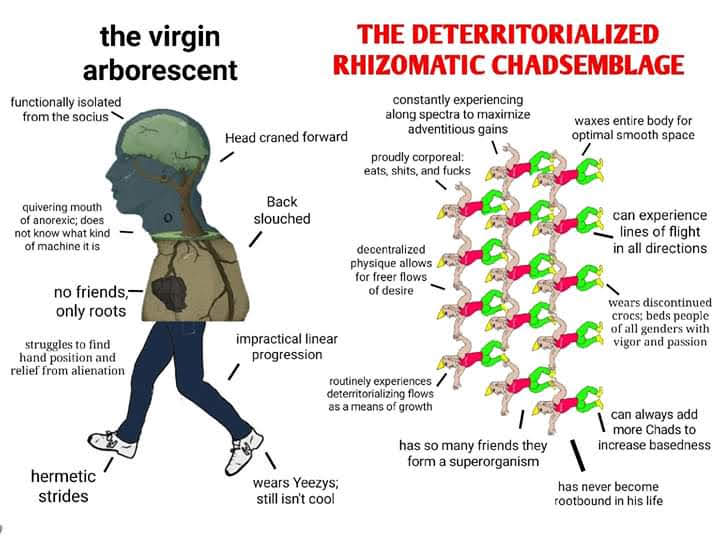 the virgin
arborescent
THE DETERRITORIALIZED
RHIZOMATIC CHADSEMBLAGE
functionally isolated
from the socius
Head craned forward
quivering mouth
of anorexic; does
not know what kind
of machine it is
Back
slouched
no friends,
only roots
struggles to find
hand position and
relief from alienation
impractical linear
progression
hermetic
strides
wears Yeezys;
still isn't cool
constantly experiencing
along spectra to maximize
adventitious gains
waxes entire body for
optimal smooth space
proudly corporeal:
eats, shits, and fucks
can experience
lines of flight
in all directions
decentralized
physique allows
for freer flows
of desire
wears discontinued
crocs; beds people
of all genders with
vigor and passion
routinely experiences
deterritorializing flows
as a means of growth
can always add
more Chads to
increase basedness
has so many friends they
form a superorganism
has never become
rootbound in his life